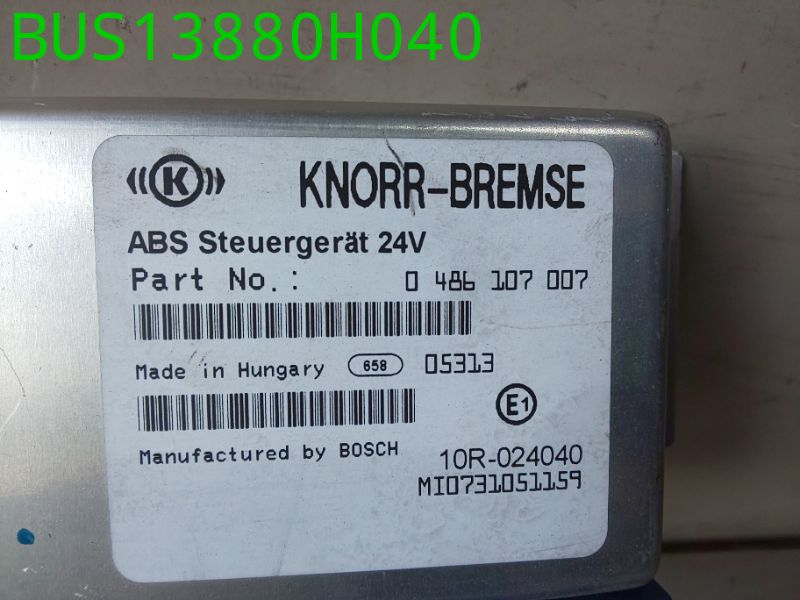 BUS13880H040
K KNORR-BREMSE
ABS Steuergerät 24V
Part No.: 0 486 107 007
Made in Hungary 658 05313
E1
Manufactured by BOSCH 10R-024040
MI0731051159